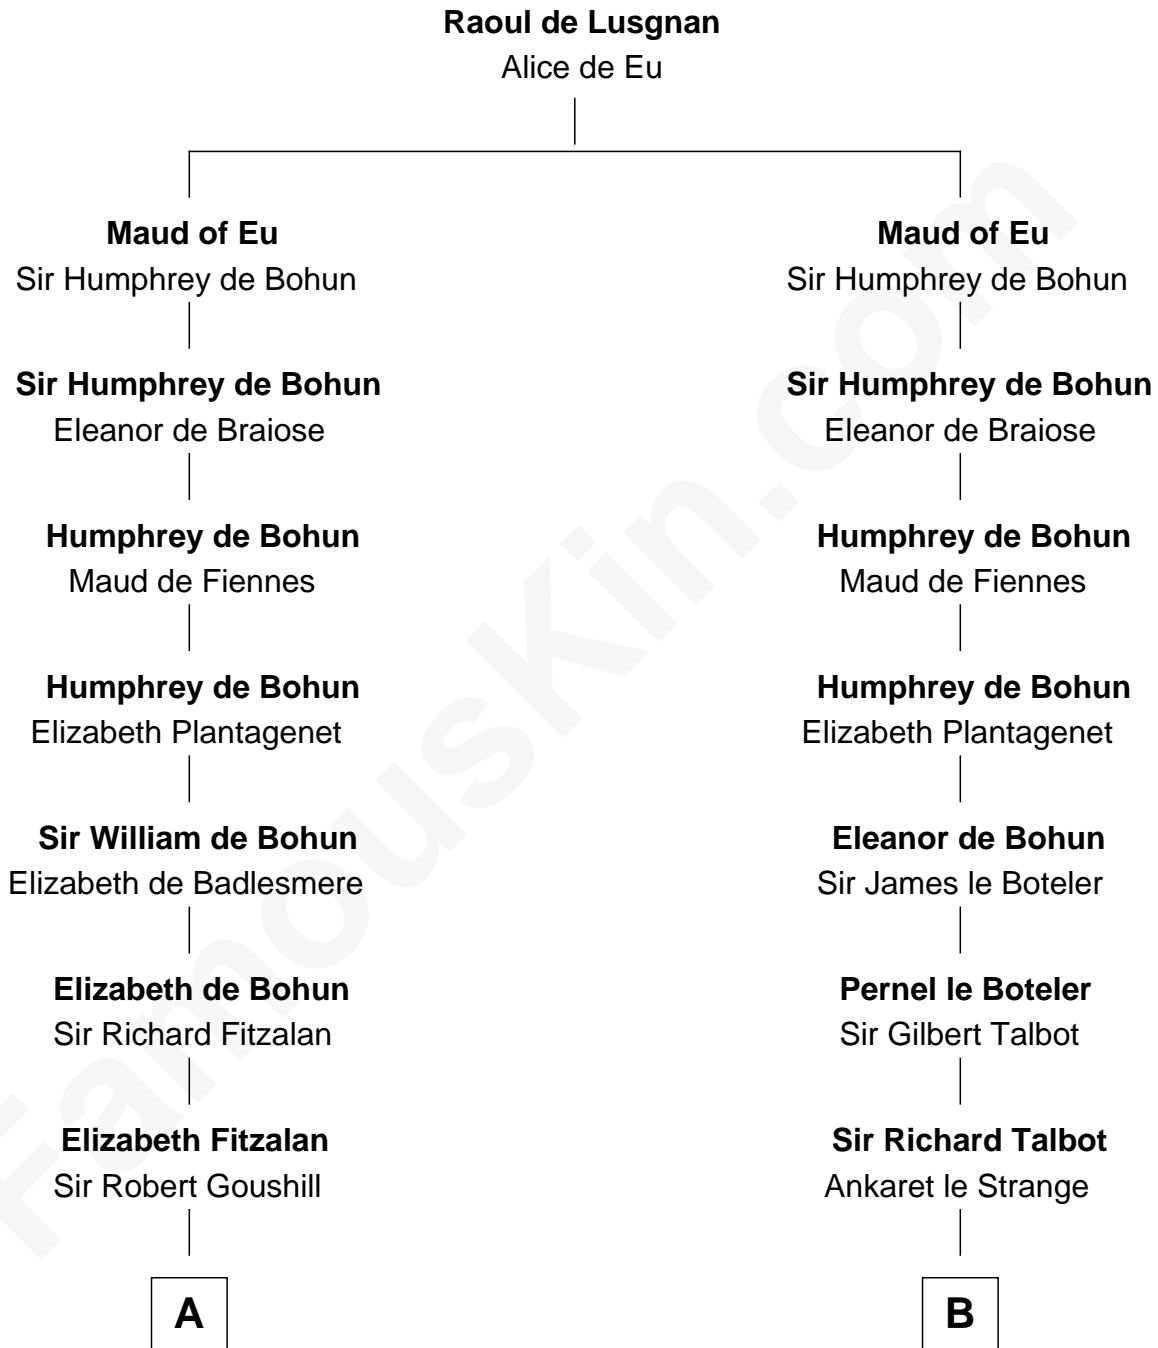 Raoul de Lusgnan
Alice de Eu
Maud of Eu
Sir Humphrey de Bohun
Maud of Eu
Sir Humphrey de Bohun
Sir Humphrey de Bohun
Eleanor de Braiose
Sir Humphrey de Bohun
Eleanor de Braiose
Humphrey de Bohun
Maud de Fiennes
Humphrey de Bohun
Maud de Fiennes
Humphrey de Bohun
Elizabeth Plantagenet
Humphrey de Bohun
Elizabeth Plantagenet
Sir William de Bohun
Elizabeth de Badlesmere
Eleanor de Bohun
Sir James le Boteler
Elizabeth de Bohun
Sir Richard Fitzalan
Pernel le Boteler
Sir Gilbert Talbot
Elizabeth Fitzalan
Sir Robert Goushill
Sir Richard Talbot
Ankaret le Strange
A
B
FamousKin.com